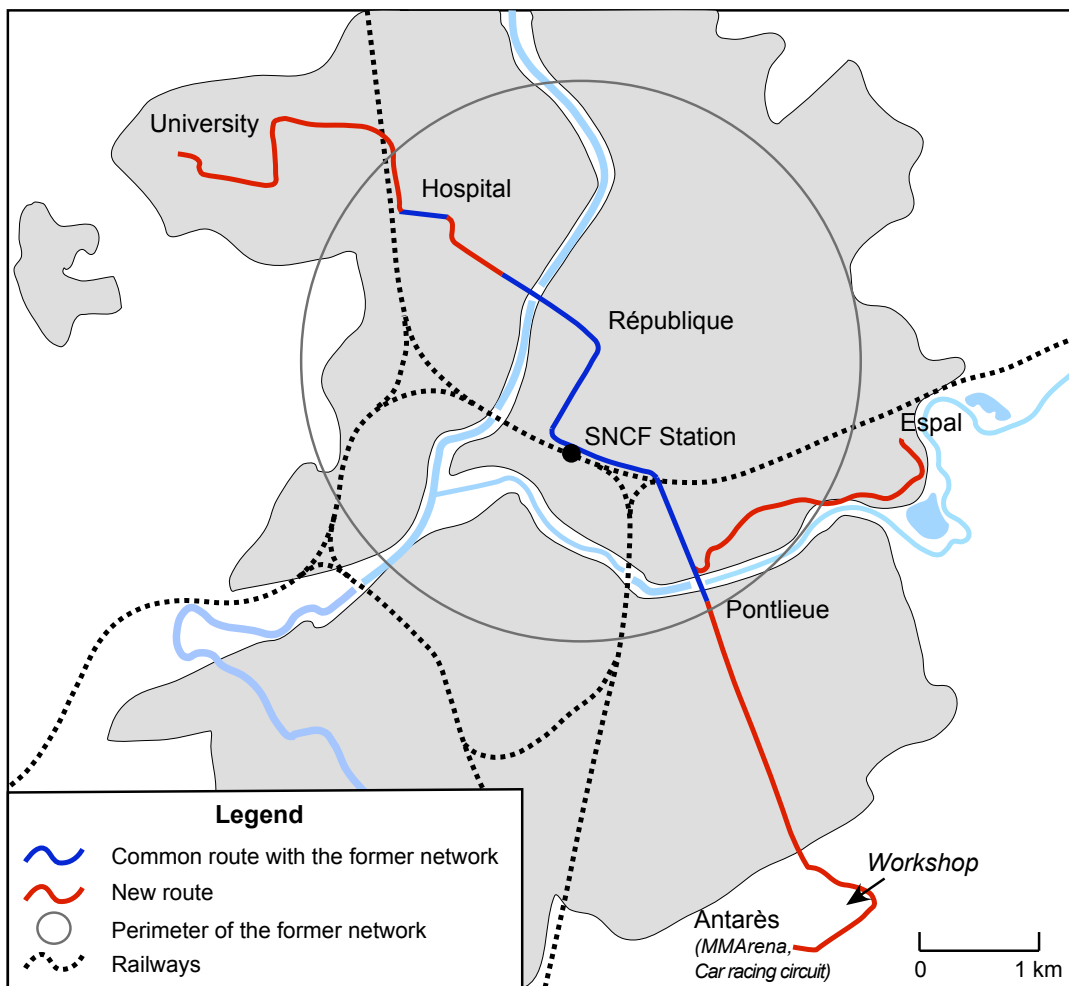 University
Hospital
République
Espal
SNCF Station
Pontlieue
Legend
Common route with the former network
New route
Perimeter of the former network
Railways
Workshop
Antarès
(MMArena,
Car racing circuit)
0 1 km